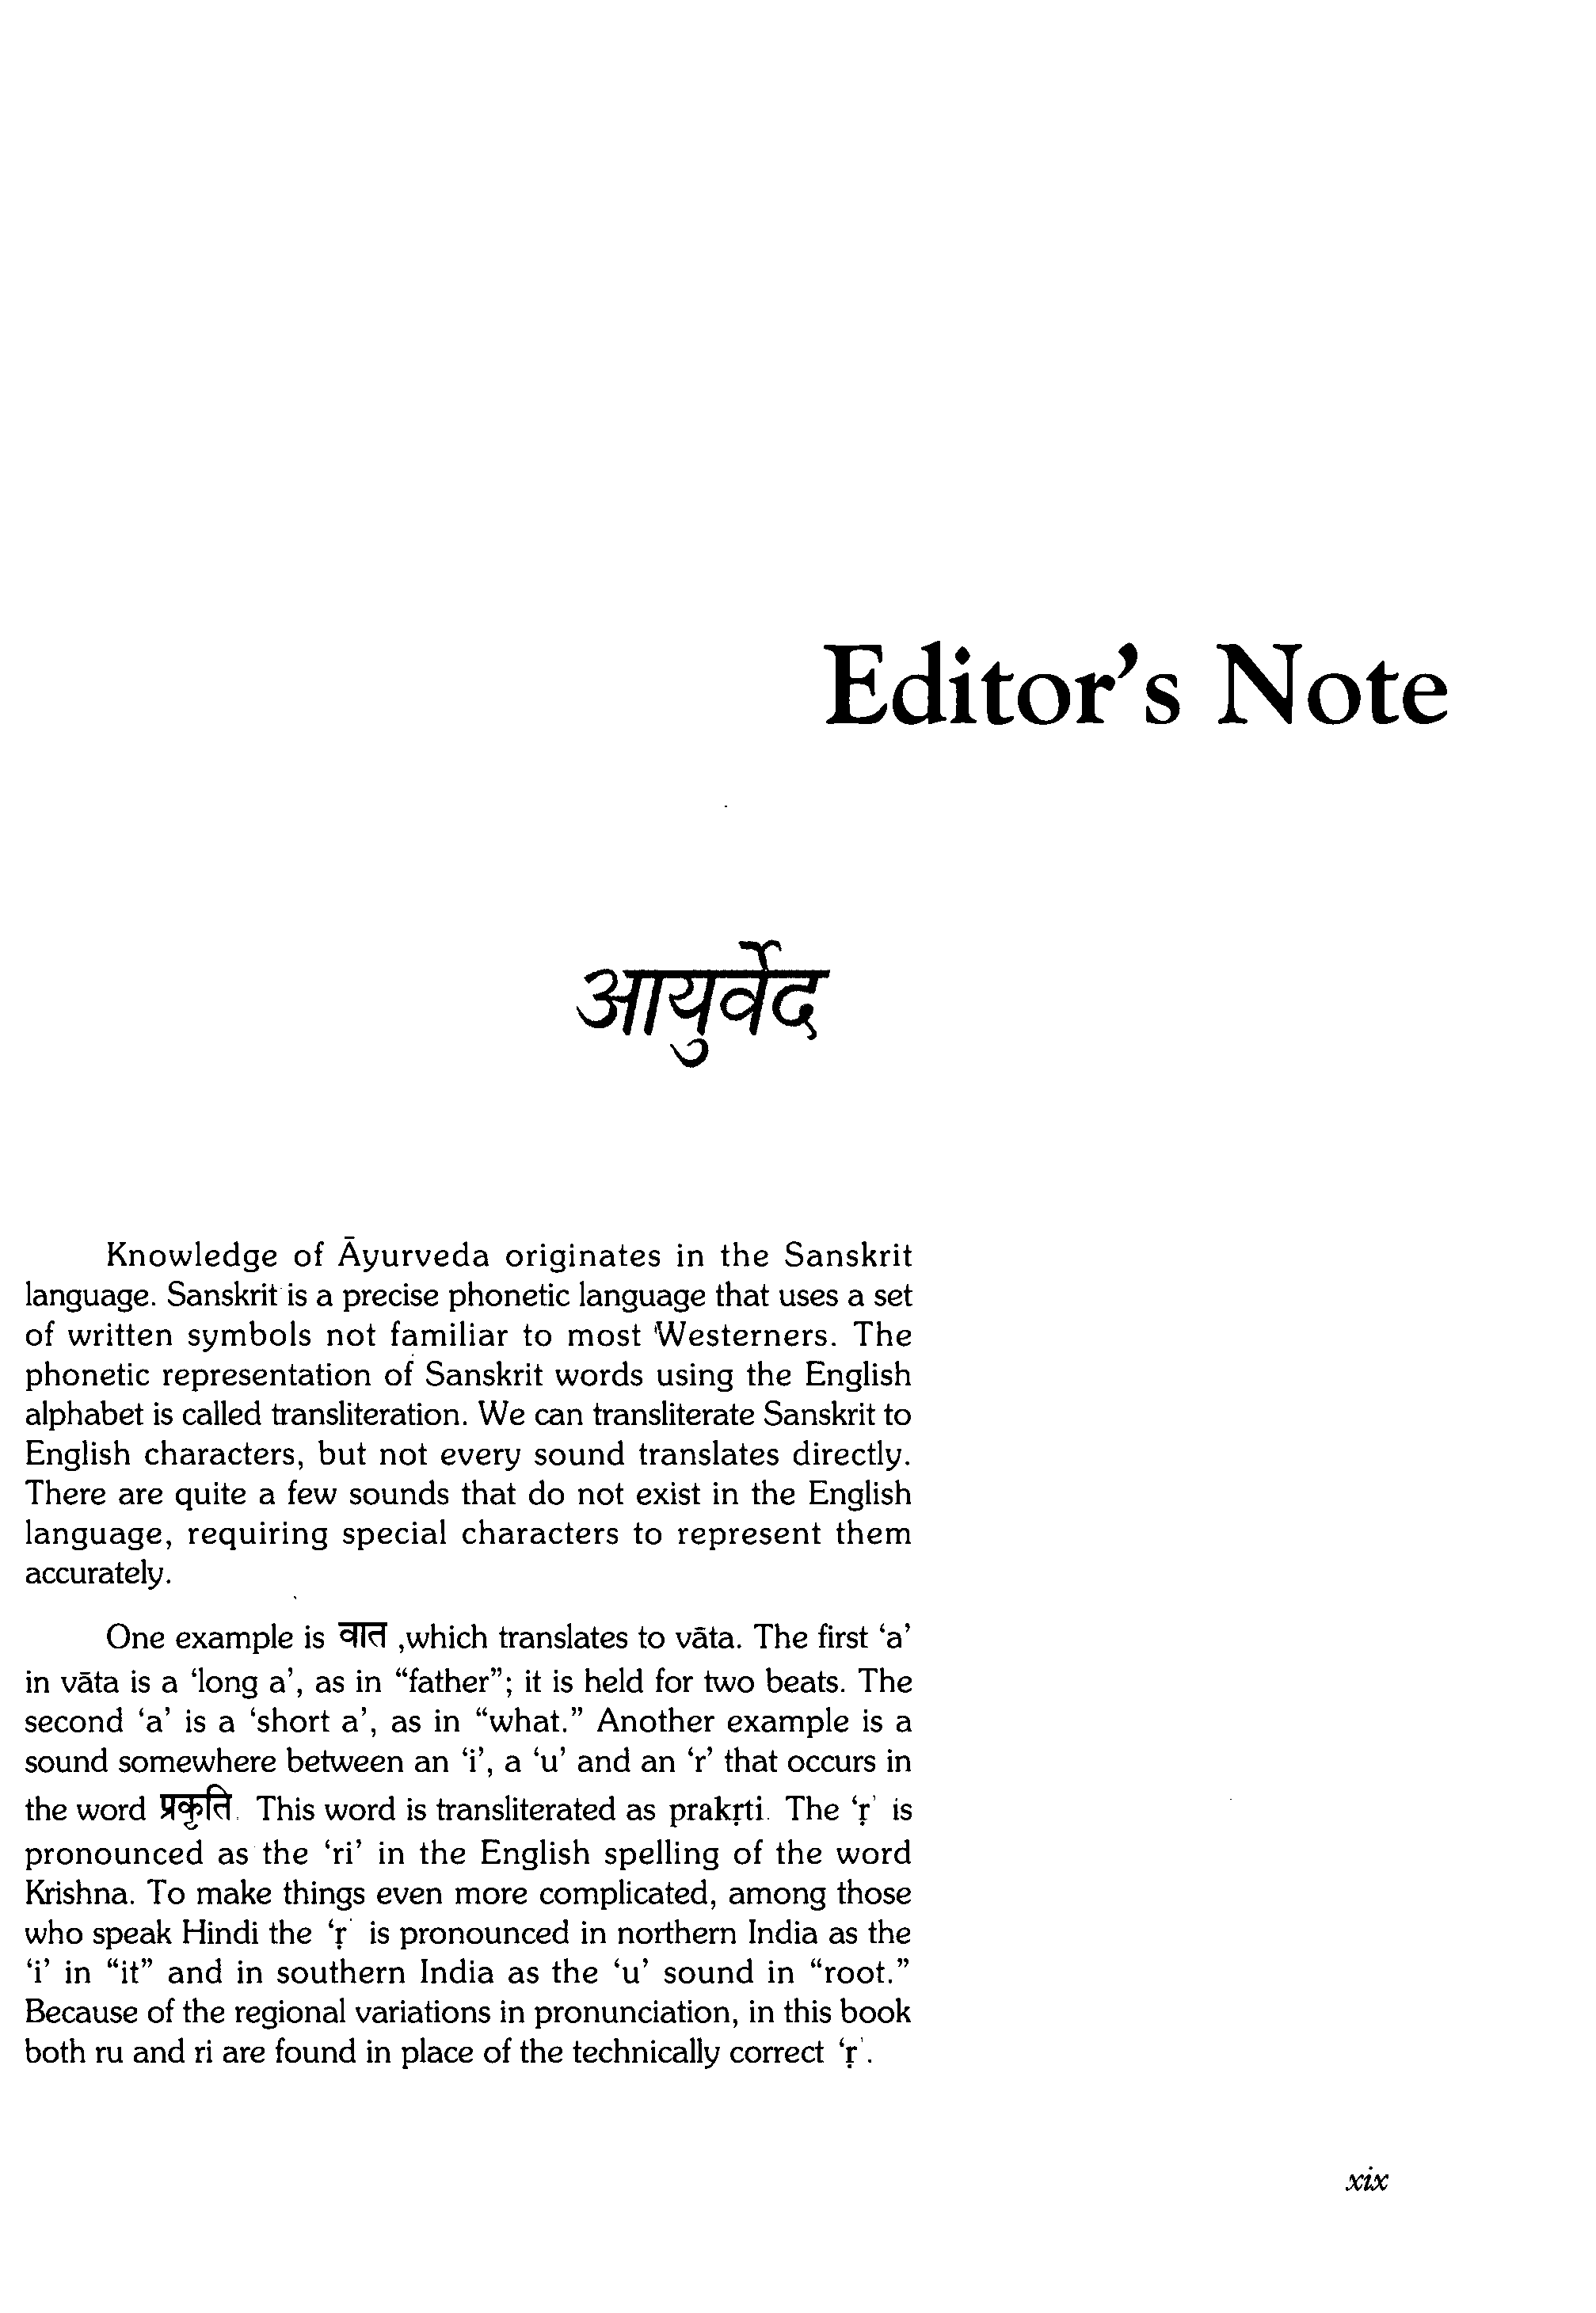 Editor's Note
आयुर्वेद
Knowledge of Āyurveda originates in the Sanskrit
language. Sanskrit is a precise phonetic language that uses a set
of written symbols not familiar to most Westerners. The
phonetic representation of Sanskrit words using the English
alphabet is called transliteration. We can transliterate Sanskrit to
English characters, but not every sound translates directly.
There are quite a few sounds that do not exist in the English
language, requiring special characters to represent them
accurately.
One example is वात ,which translates to vāta. The first ‘a’
in vāta is a ‘long a’, as in “father”; it is held for two beats. The
second ‘a’ is a ‘short a’, as in “what.” Another example is a
sound somewhere between an ‘i’, a ‘u’ and an ‘r’ that occurs in
the word प्रकृति. This word is transliterated as prakṛti. The ‘ṛ’ is
pronounced as the ‘ri’ in the English spelling of the word
Krishna. To make things even more complicated, among those
who speak Hindi the ‘ṛ’ is pronounced in northern India as the
‘i’ in “it” and in southern India as the ‘u’ sound in “root.”
Because of the regional variations in pronunciation, in this book
both ru and ri are found in place of the technically correct ‘ṛ’.
xix